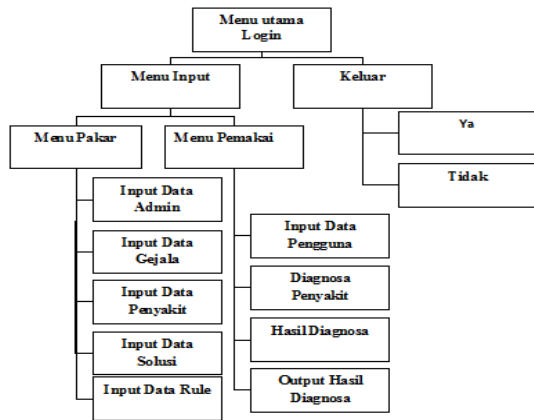 Menu utama
Login
Menu Input
Keluar
Menu Pakar
Menu Pemakai
Ya
Tidak
Input Data
Admin
Input Data
Gejala
Input Data
Penyakit
Input Data
Solusi
Input Data Rule
Input Data
Pengguna
Diagnosa
Penyakit
Hasil Diagnosa
Output Hasil
Diagnosa